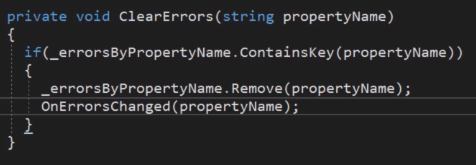 private void ClearErrors(string propertyName)
{
if(_errorsByPropertyName.ContainsKey(propertyName))
{
_errorsByPropertyName.Remove(propertyName);
OnErrorsChanged(propertyName);
}
}